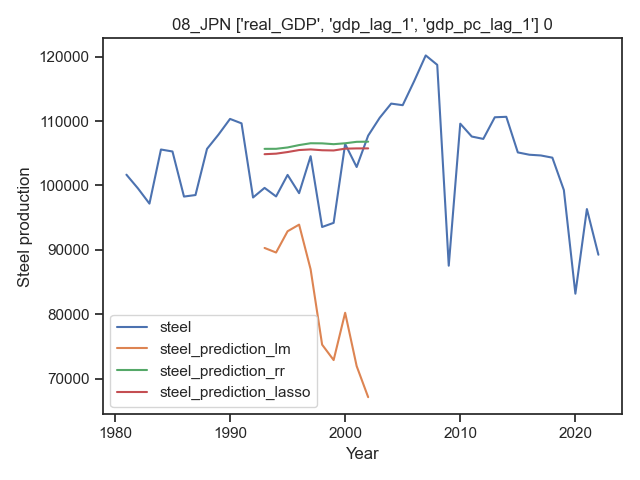 08_JPN ['real_GDP', 'gdp_lag_1', 'gdp_pc_lag_1'] 0
Steel production
120000
110000
100000
90000
80000
70000
steel
steel_prediction_lm
steel_prediction_rr
steel_prediction_lasso
1980
1990
2000
2010
2020
Year